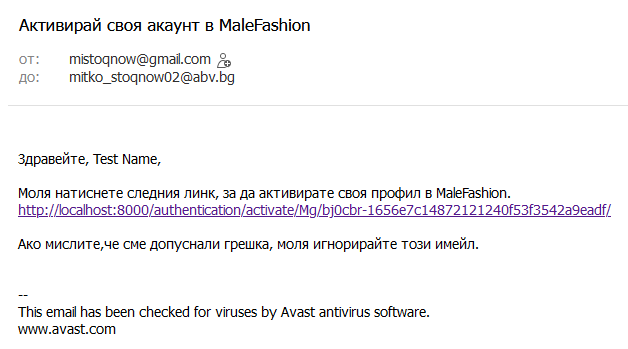 Активирай своя акаунт в MaleFashion
от: mistoqnow@gmail.com
до: mitko_stoqnow02@abv.bg
Здравейте, Test Name,
Моля натиснете следния линк, за да активирате своя профил в MaleFashion.
http://localhost:8000/authentication/activate/Mg/bj0cbr-1656e7c14872121240f53f3542a9eadf/
Ако мислите,че сме допуснали грешка, моля игнорирайте този имейл.
--
This email has been checked for viruses by Avast antivirus software.
www.avast.com